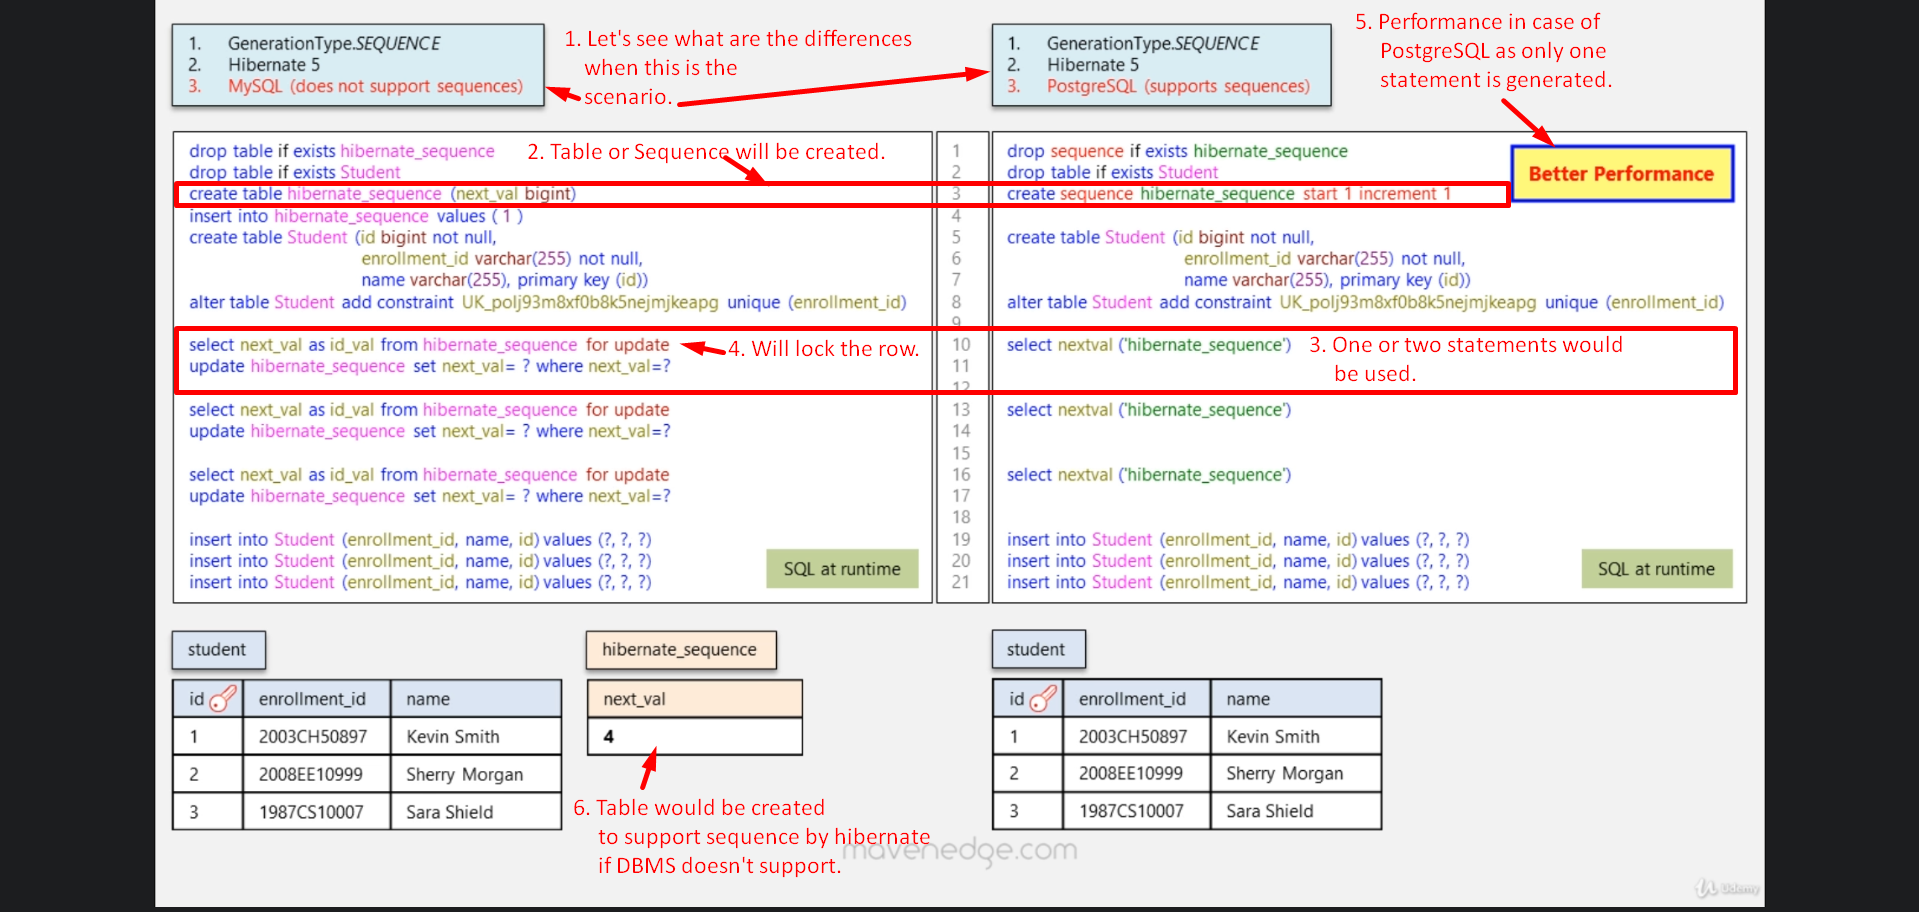 1. GenerationType.SEQUENCE
2. Hibernate 5
3. MySQL (does not support sequences)
1. Let's see what are the differences
when this is the
scenario.
1. GenerationType.SEQUENCE
2. Hibernate 5
3. PostgreSQL (supports sequences)
5. Performance in case of
PostgreSQL as only one
statement is generated.
drop table if exists hibernate_sequence
2. Table or Sequence will be created.
drop table if exists Student
create table hibernate_sequence (next_val bigint)
insert into hibernate_sequence values ( 1 )
create table Student (id bigint not null,
enrollment_id varchar(255) not null,
name varchar(255), primary key (id))
alter table Student add constraint UK_polj93m8xf0b8k5nejmjkeapg unique (enrollment_id)
select next_val as id_val from hibernate_sequence for update
4. Will lock the row.
update hibernate_sequence set next_val= ? where next_val=?
select next_val as id_val from hibernate_sequence for update
update hibernate_sequence set next_val= ? where next_val=?
select next_val as id_val from hibernate_sequence for update
update hibernate_sequence set next_val= ? where next_val=?
insert into Student (enrollment_id, name, id) values (?, ?, ?)
insert into Student (enrollment_id, name, id) values (?, ?, ?)
insert into Student (enrollment_id, name, id) values (?, ?, ?)
SQL at runtime
1
2
3
4
5
6
7
8
9
10
11
12
13
14
15
16
17
18
19
20
21
drop sequence if exists hibernate_sequence
drop table if exists Student
create sequence hibernate_sequence start 1 increment 1
Better Performance
create table Student (id bigint not null,
enrollment_id varchar(255) not null,
name varchar(255), primary key (id))
alter table Student add constraint UK_polj93m8xf0b8k5nejmjkeapg unique (enrollment_id)
select nextval ('hibernate_sequence')
3. One or two statements would
be used.
select nextval ('hibernate_sequence')
select nextval ('hibernate_sequence')
insert into Student (enrollment_id, name, id) values (?, ?, ?)
insert into Student (enrollment_id, name, id) values (?, ?, ?)
insert into Student (enrollment_id, name, id) values (?, ?, ?)
SQL at runtime
student
id enrollment_id name
1 2003CH50897 Kevin Smith
2 2008EE10999 Sherry Morgan
3 1987CS10007 Sara Shield
hibernate_sequence
next_val
4
6. Table would be created
to support sequence by hibernate
if DBMS doesn't support.
student
id enrollment_id name
1 2003CH50897 Kevin Smith
2 2008EE10999 Sherry Morgan
3 1987CS10007 Sara Shield
mavenedge.com
Udemy